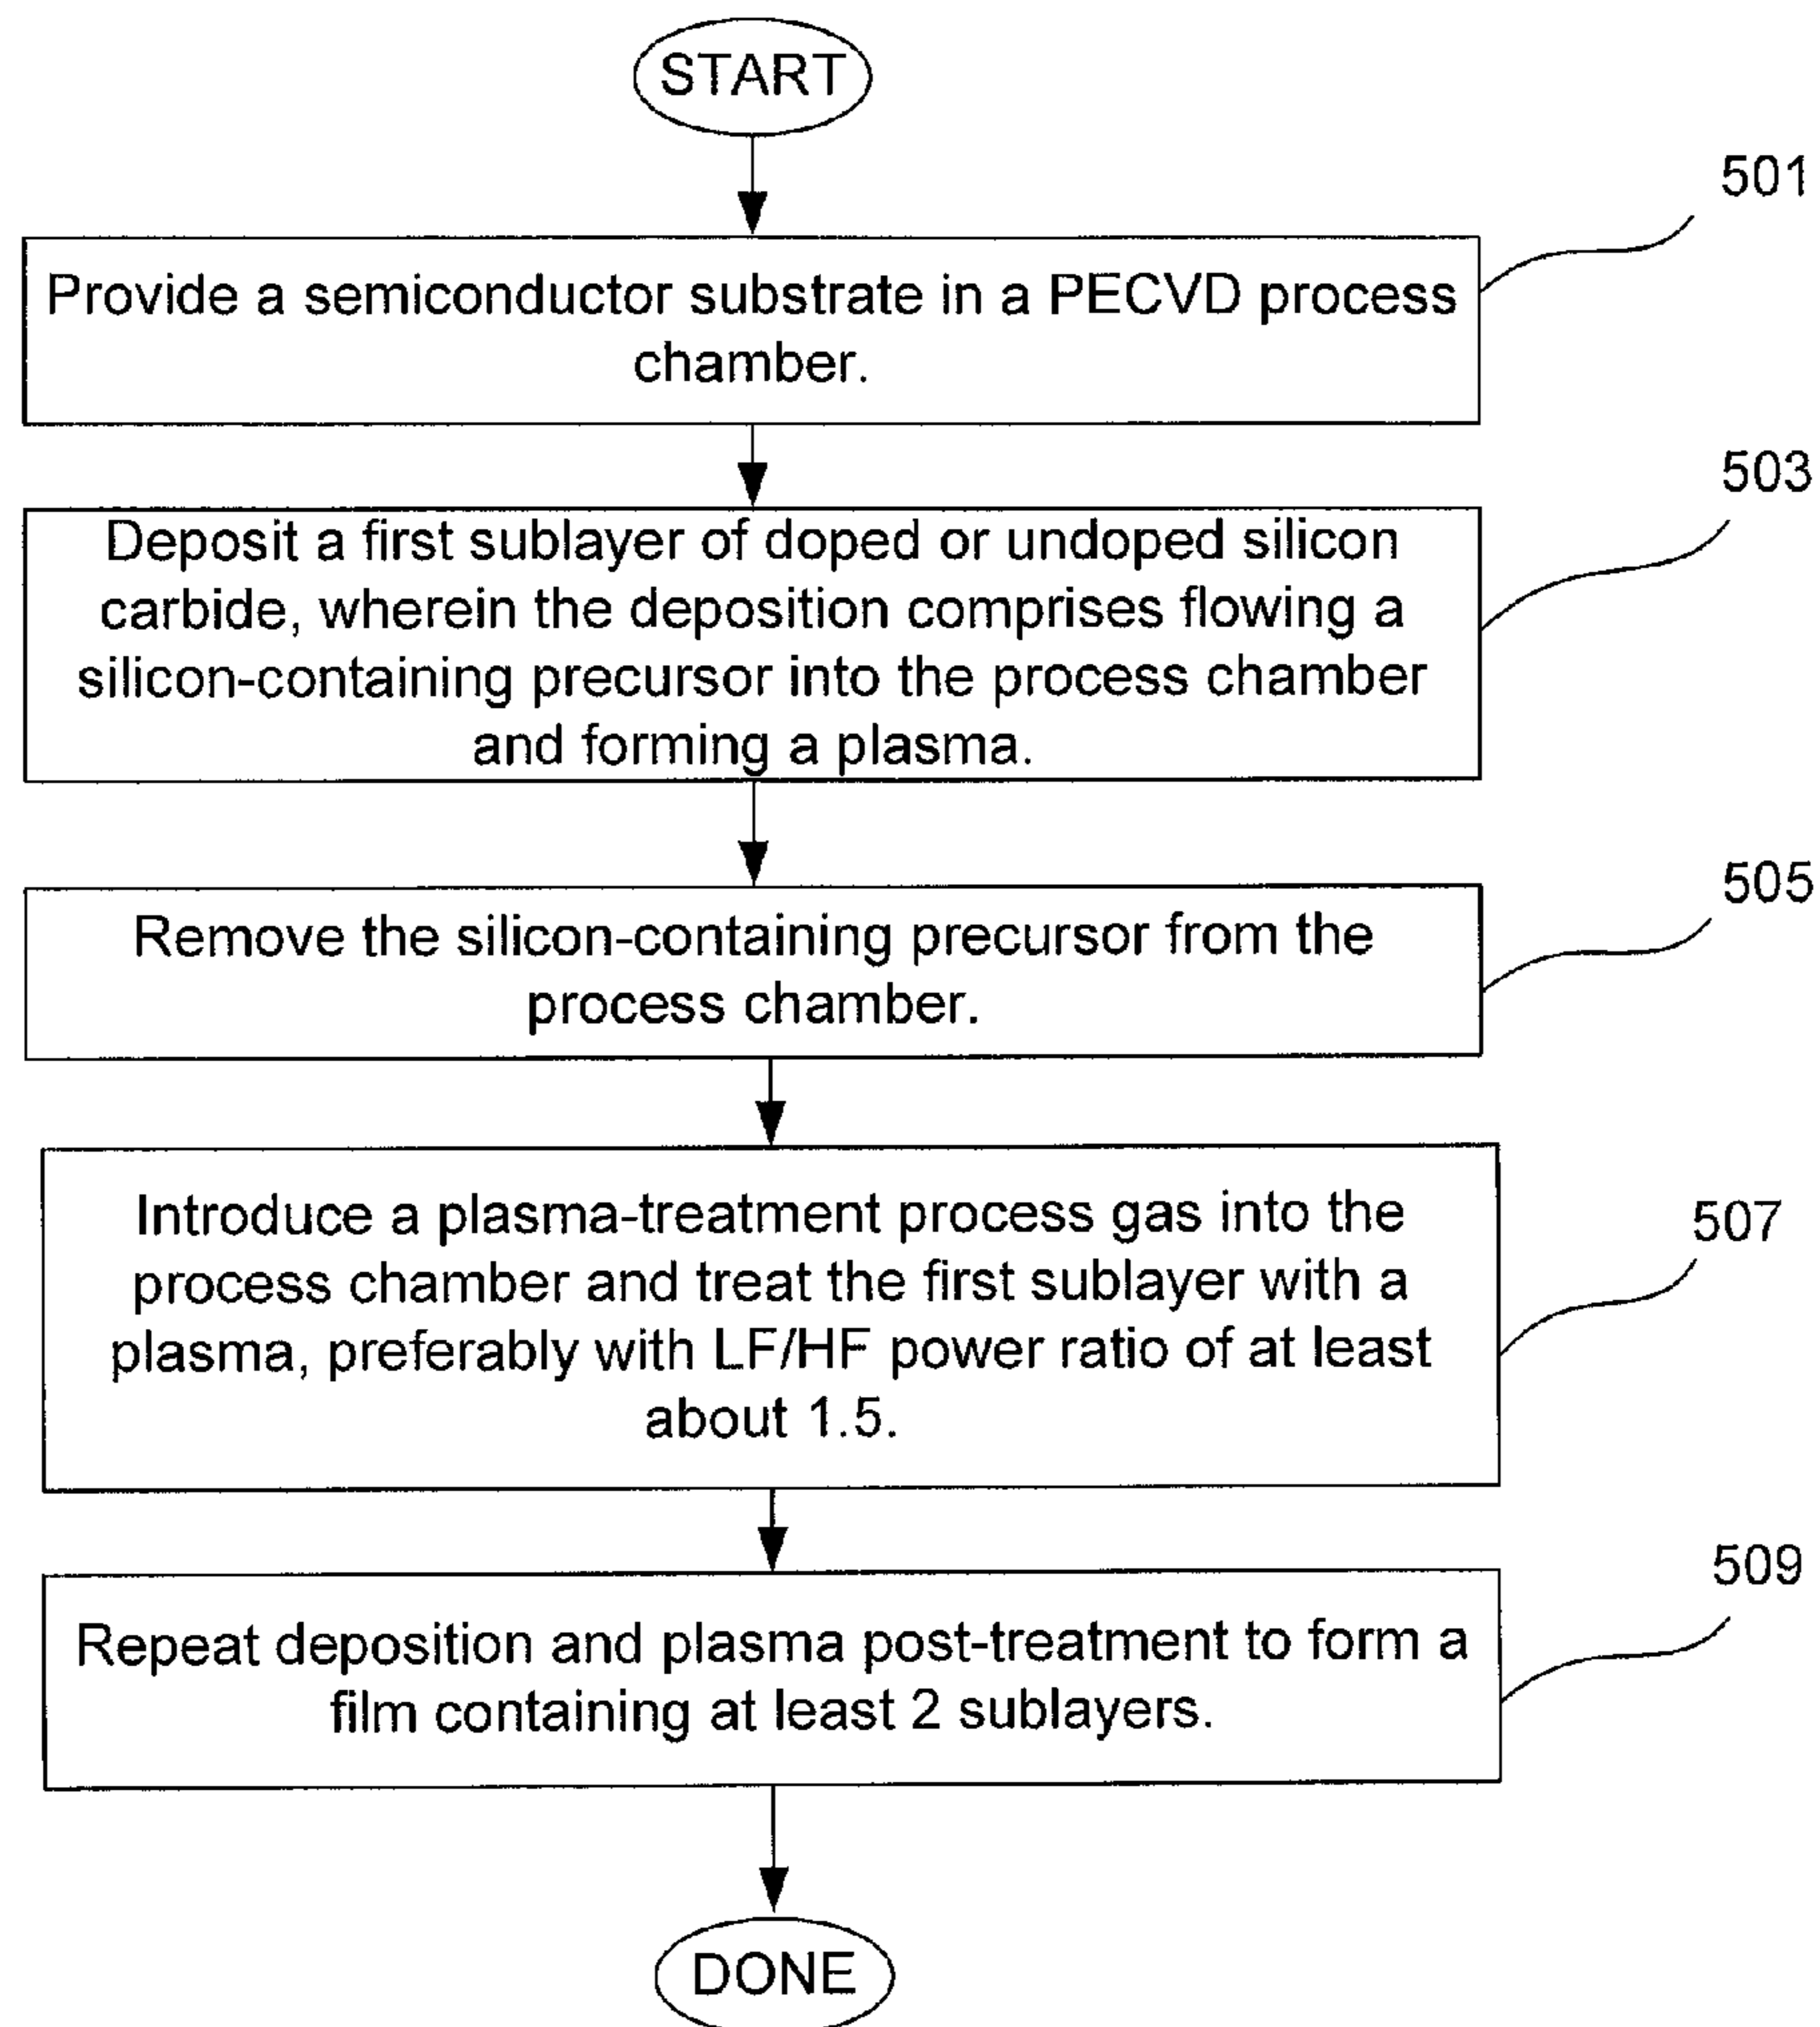 START
501
Provide a semiconductor substrate in a PECVD process
chamber.
503
Deposit a first sublayer of doped or undoped silicon
carbide, wherein the deposition comprises flowing a
silicon-containing precursor into the process chamber
and forming a plasma.
505
Remove the silicon-containing precursor from the
process chamber.
507
Introduce a plasma-treatment process gas into the
process chamber and treat the first sublayer with a
plasma, preferably with LF/HF power ratio of at least
about 1.5.
509
Repeat deposition and plasma post-treatment to form a
film containing at least 2 sublayers.
DONE